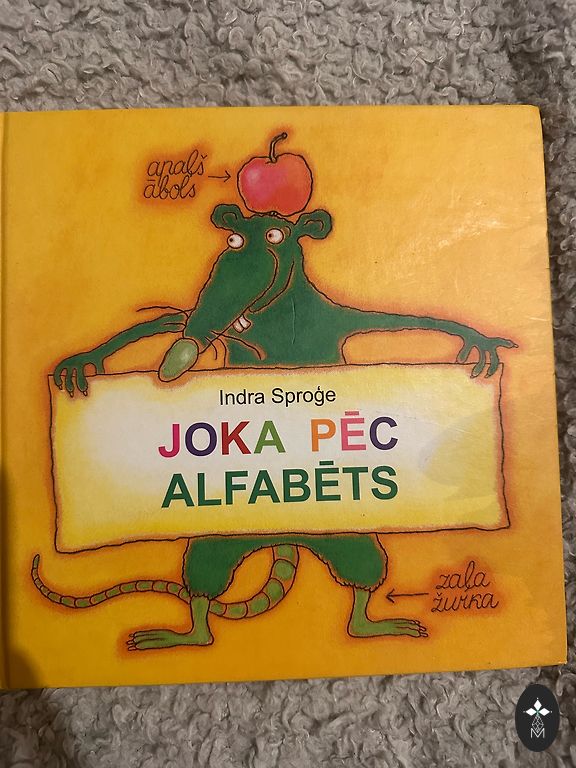 apaļš
ābols
Indra Sproģe
JOKA PĒC
ALFABĒTS
zaļa
žurka